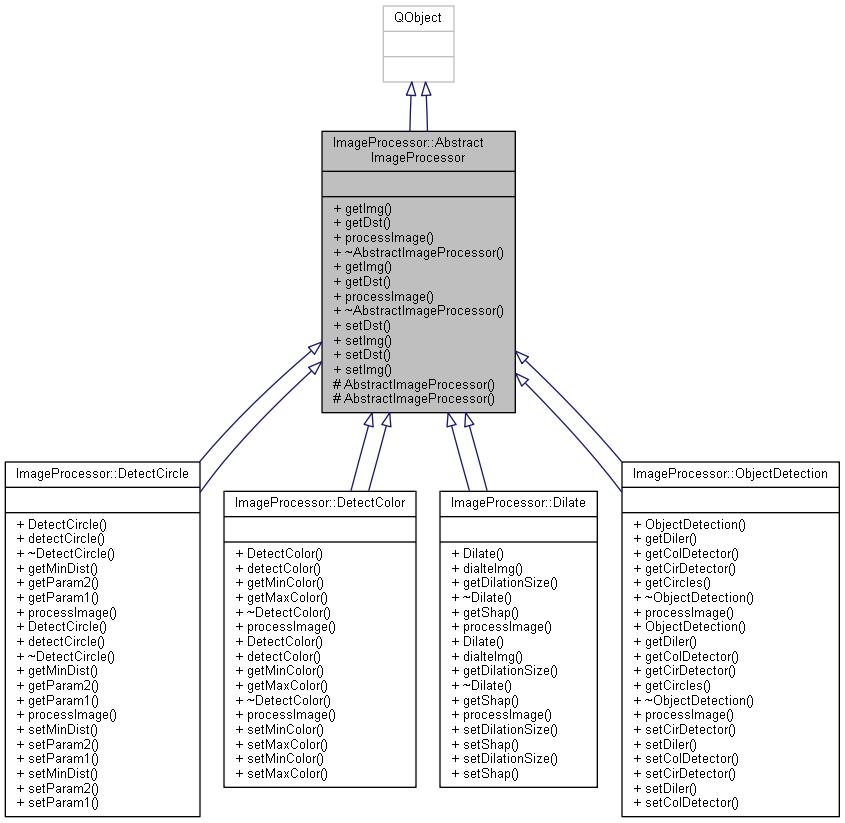 QObject
ImageProcessor::Abstract
ImageProcessor
+ getImg()
+ getDst()
+ processImage()
+ ~AbstractImageProcessor()
+ getImg()
+ getDst()
+ processImage()
+ ~AbstractImageProcessor()
+ setDst()
+ setImg()
+ setDst()
+ setImg()
# AbstractImageProcessor()
# AbstractImageProcessor()
ImageProcessor::DetectCircle
+ DetectCircle()
+ detectCircle()
+ ~DetectCircle()
+ getMinDist()
+ getParam2()
+ getParam1()
+ processImage()
+ DetectCircle()
+ detectCircle()
+ ~DetectCircle()
+ getMinDist()
+ getParam2()
+ getParam1()
+ processImage()
+ setMinDist()
+ setParam2()
+ setParam1()
+ setMinDist()
+ setParam2()
+ setParam1()
ImageProcessor::DetectColor
+ DetectColor()
+ detectColor()
+ getMinColor()
+ getMaxColor()
+ ~DetectColor()
+ processImage()
+ DetectColor()
+ detectColor()
+ getMinColor()
+ getMaxColor()
+ ~DetectColor()
+ processImage()
+ setMinColor()
+ setMaxColor()
+ setMinColor()
+ setMaxColor()
ImageProcessor::Dilate
+ Dilate()
+ dialteImg()
+ getDilationSize()
+ ~Dilate()
+ getShap()
+ processImage()
+ Dilate()
+ dialteImg()
+ getDilationSize()
+ ~Dilate()
+ getShap()
+ processImage()
+ setDilationSize()
+ setShap()
+ setDilationSize()
+ setShap()
ImageProcessor::ObjectDetection
+ ObjectDetection()
+ getDiler()
+ getColDetector()
+ getCirDetector()
+ getCircles()
+ ~ObjectDetection()
+ processImage()
+ ObjectDetection()
+ getDiler()
+ getColDetector()
+ getCirDetector()
+ getCircles()
+ ~ObjectDetection()
+ processImage()
+ setCirDetector()
+ setDiler()
+ setColDetector()
+ setCirDetector()
+ setDiler()
+ setColDetector()